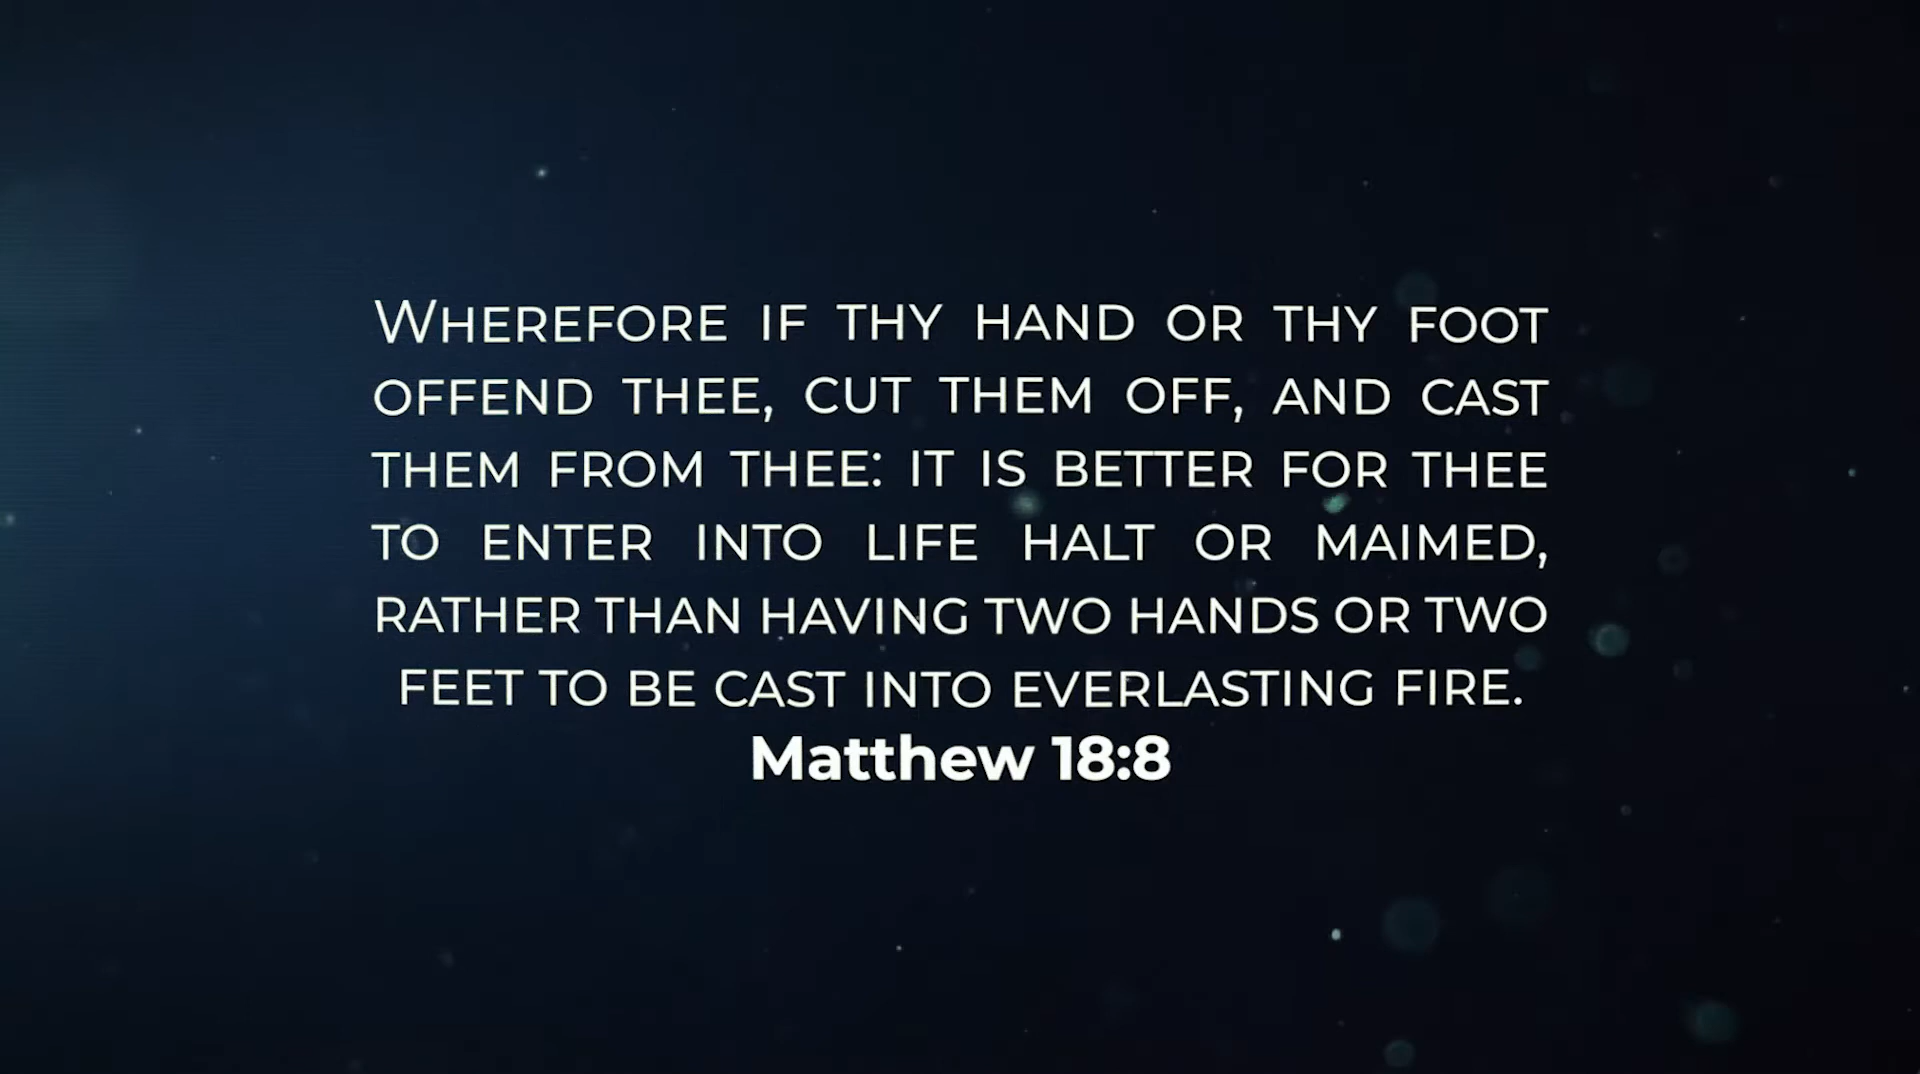 Wherefore if thy hand or thy foot
offend thee, cut them off, and cast
them from thee: it is better for thee
to enter into life halt or maimed,
rather than having two hands or two
feet to be cast into everlasting fire.
Matthew 18:8